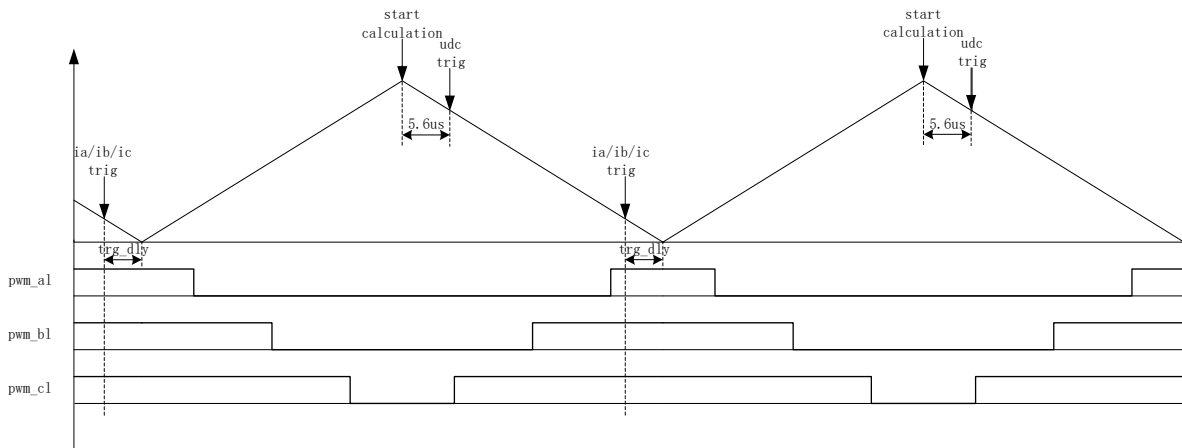 start
calculation
udc
trig
5.6us
start
calculation
udc
trig
5.6us
ia/ib/ic
trig
ia/ib/ic
trig
trg_dly
trg_dly
pwm_al
pwm_bl
pwm_cl